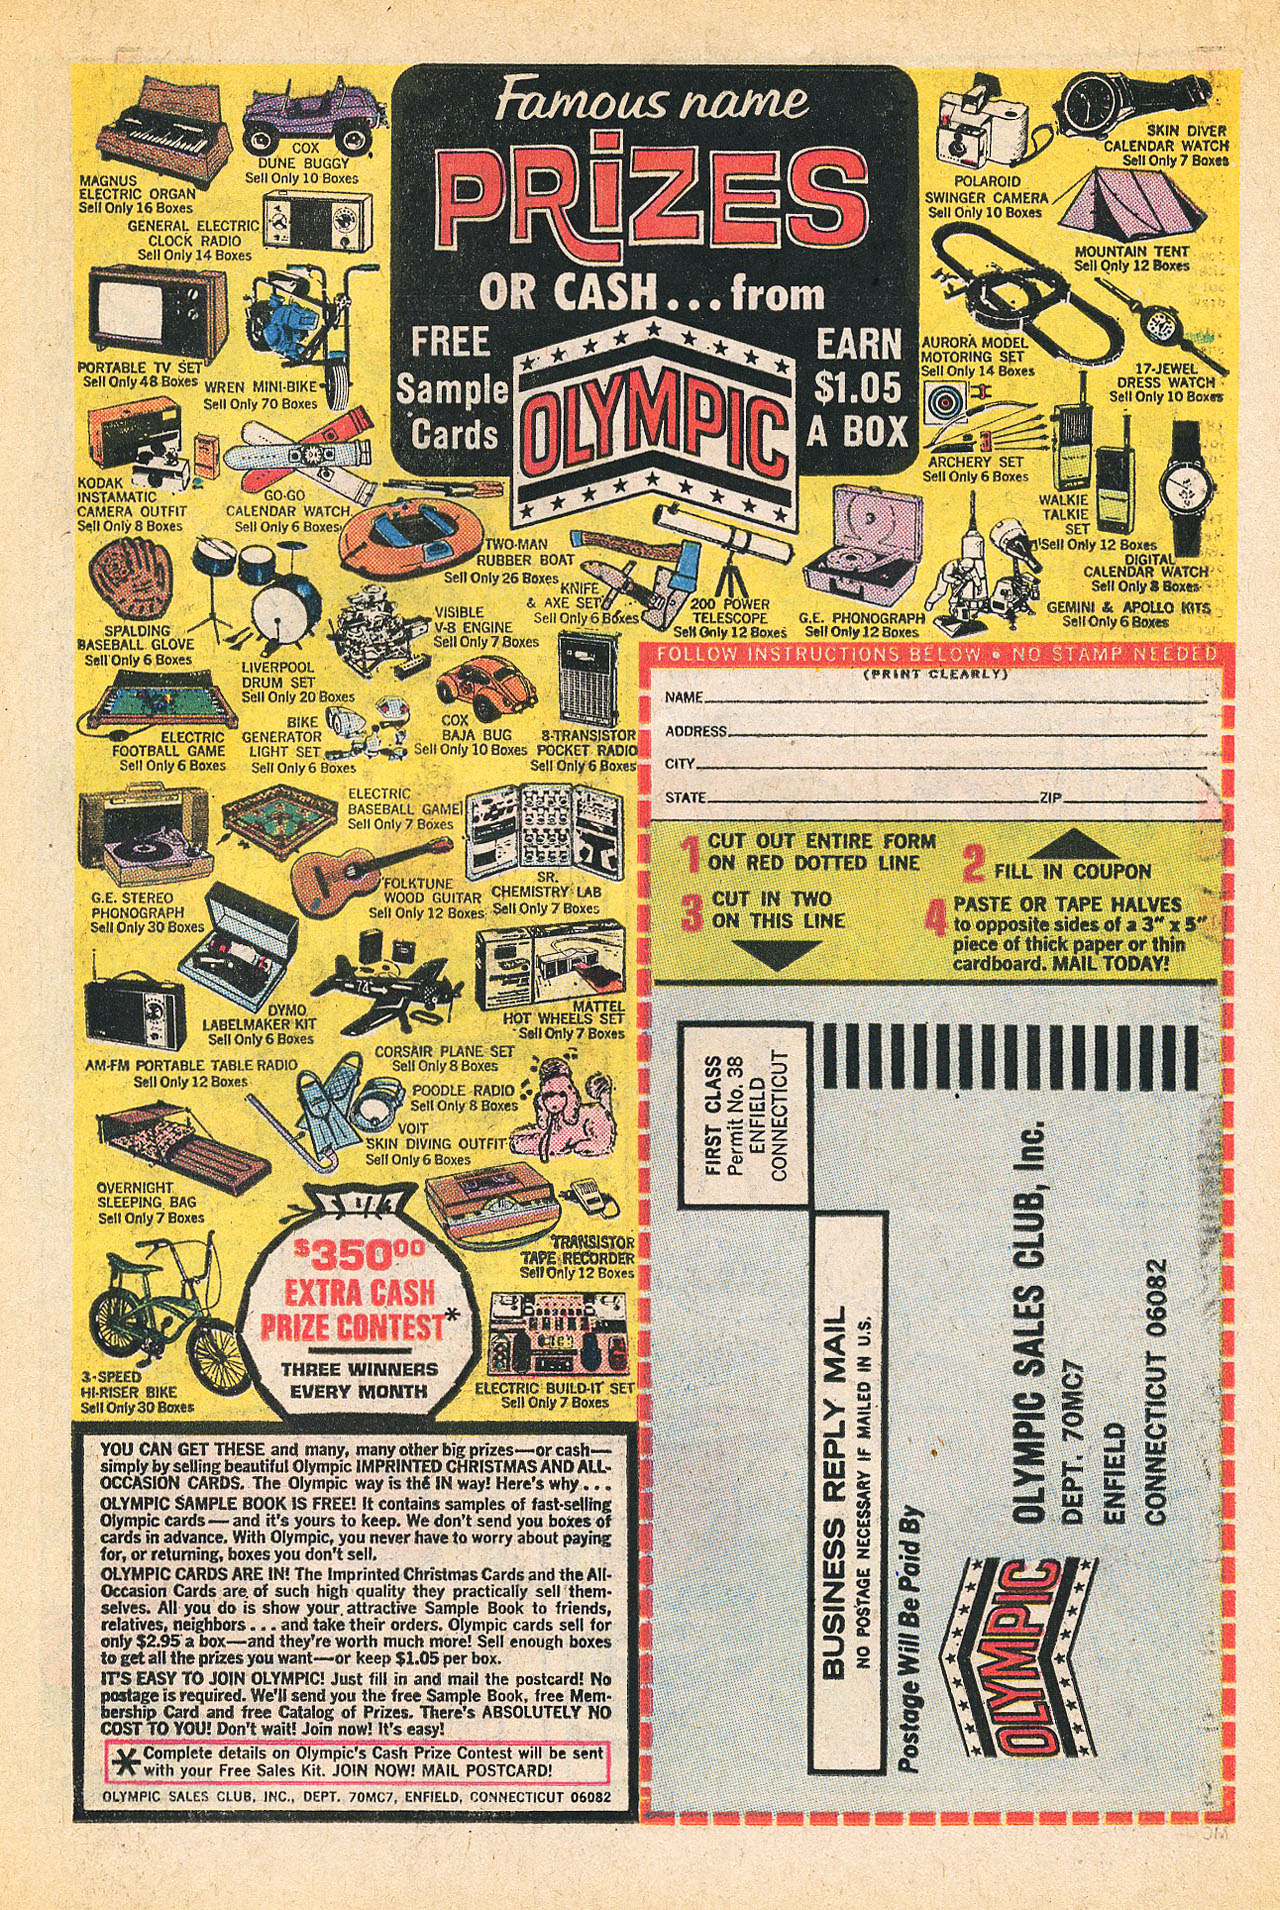 Famous name
PRiZES
OR CASH...from
FREE
Sample
Cards
OLYMPIC
EARN
$1.05
A BOX
MAGNUS
ELECTRIC ORGAN
Sell Only 16 Boxes
COX
DUNE BUGGY
Sell Only 10 Boxes
GENERAL ELECTRIC
CLOCK RADIO
Sell Only 14 Boxes
PORTABLE TV SET
Sell Only 48 Boxes
WREN MINI-BIKE
Sell Only 70 Boxes
KODAK
INSTAMATIC
CAMERA OUTFIT
Sell Only 8 Boxes
GO-GO
CALENDAR WATCH
Sell Only 6 Boxes
POLAROID
SWINGER CAMERA
Sell Only 10 Boxes
SKIN DIVER
CALENDAR WATCH
Sell Only 7 Boxes
MOUNTAIN TENT
Sell Only 12 Boxes
AURORA MODEL
MOTORING SET
Sell Only 14 Boxes
17-JEWEL
DRESS WATCH
Sell Only 10 Boxes
ARCHERY SET
Sell Only 6 Boxes
WALKIE
TALKIE
SET
Sell Only 12 Boxes
DIGITAL
CALENDAR WATCH
Sell Only 8 Boxes
TWO-MAN
RUBBER BOAT
Sell Only 26 Boxes
KNIFE
& AXE SET
Sell Only 6 Boxes
200 POWER
TELESCOPE
Sell Only 12 Boxes
G.E. PHONOGRAPH
Sell Only 12 Boxes
GEMINI & APOLLO KITS
Sell Only 6 Boxes
SPALDING
BASEBALL GLOVE
Sell Only 6 Boxes
LIVERPOOL
DRUM SET
Sell Only 20 Boxes
VISIBLE
V-8 ENGINE
Sell Only 7 Boxes
ELECTRIC
FOOTBALL GAME
Sell Only 6 Boxes
BIKE
GENERATOR
LIGHT SET
Sell Only 6 Boxes
COX
BAJA BUG
Sell Only 10 Boxes
8-TRANSISTOR
POCKET RADIO
Sell Only 6 Boxes
G.E. STEREO
PHONOGRAPH
Sell Only 30 Boxes
ELECTRIC
BASEBALL GAME
Sell Only 7 Boxes
FOLKTUNE
WOOD GUITAR
Sell Only 12 Boxes
SR.
CHEMISTRY LAB
Sell Only 7 Boxes
DYMO
LABELMAKER KIT
Sell Only 6 Boxes
74
MATTEL
HOT WHEELS SET
Sell Only 7 Boxes
AM-FM PORTABLE TABLE RADIO
Sell Only 12 Boxes
CORSAIR PLANE SET
Sell Only 8 Boxes
POODLE RADIO
Sell Only 8 Boxes
VOIT
SKIN DIVING OUTFIT
Sell Only 6 Boxes
OVERNIGHT
SLEEPING BAG
Sell Only 7 Boxes
TRANSISTOR
TAPE RECORDER
Sell Only 12 Boxes
3-SPEED
HI-RISER BIKE
Sell Only 30 Boxes
$350.00
EXTRA CASH
PRIZE CONTEST*
THREE WINNERS
EVERY MONTH
ELECTRIC BUILD-IT SET
Sell Only 7 Boxes
YOU CAN GET THESE and many, many other big prizes—or cash—
simply by selling beautiful Olympic IMPRINTED CHRISTMAS AND ALL-
OCCASION CARDS. The Olympic way is the IN way! Here's why...
OLYMPIC SAMPLE BOOK IS FREE! It contains samples of fast-selling
Olympic cards—and it's yours to keep. We don't send you boxes of
cards in advance. With Olympic, you never have to worry about paying
for, or returning, boxes you don't sell.
OLYMPIC CARDS ARE IN! The Imprinted Christmas Cards and the All-
Occasion Cards are of such high quality they practically sell them-
selves. All you do is show your attractive Sample Book to friends,
relatives, neighbors...and take their orders. Olympic cards sell for
only $2.95 a box—and they're worth much more! Sell enough boxes
to get all the prizes you want—or keep $1.05 per box.
IT'S EASY TO JOIN OLYMPIC! Just fill in and mail the postcard! No
postage is required. We'll send you the free Sample Book, free Mem-
bership Card and free Catalog of Prizes. There's ABSOLUTELY NO
COST TO YOU! Don't wait! Join now! It's easy!
* Complete details on Olympic's Cash Prize Contest will be sent
with your Free Sales Kit. JOIN NOW! MAIL POSTCARD!
OLYMPIC SALES CLUB, INC., DEPT. 70MC7, ENFIELD, CONNECTICUT 06082
FOLLOW INSTRUCTIONS BELOW • NO STAMP NEEDED
(PRINT CLEARLY)
NAME
ADDRESS
CITY
STATE ZIP
1 CUT OUT ENTIRE FORM
ON RED DOTTED LINE
2 FILL IN COUPON
3 CUT IN TWO
ON THIS LINE
4 PASTE OR TAPE HALVES
to opposite sides of a 3" x 5"
piece of thick paper or thin
cardboard. MAIL TODAY!
FIRST CLASS
Permit No. 38
ENFIELD
CONNECTICUT
BUSINESS REPLY MAIL
NO POSTAGE NECESSARY IF MAILED IN U.S.
Postage Will Be Paid By
OLYMPIC SALES CLUB, Inc.
DEPT. 70MC7
ENFIELD
CONNECTICUT 06082
OLYMPIC